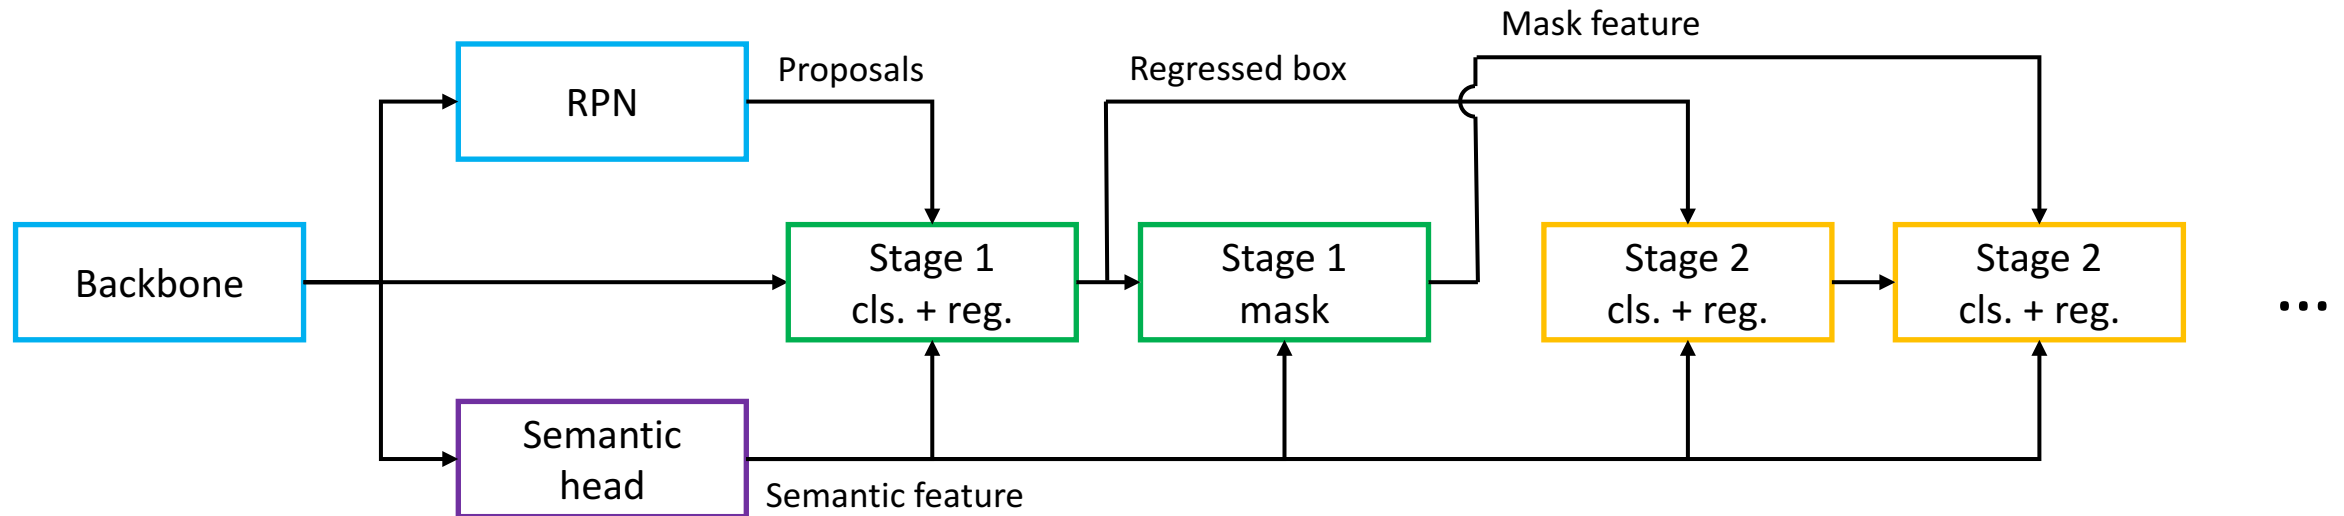 Mask feature
Proposals
Regressed box
RPN
Backbone
Stage 1
cls. + reg.
Stage 1
mask
Stage 2
cls. + reg.
Stage 2
cls. + reg.
...
Semantic
head
Semantic feature